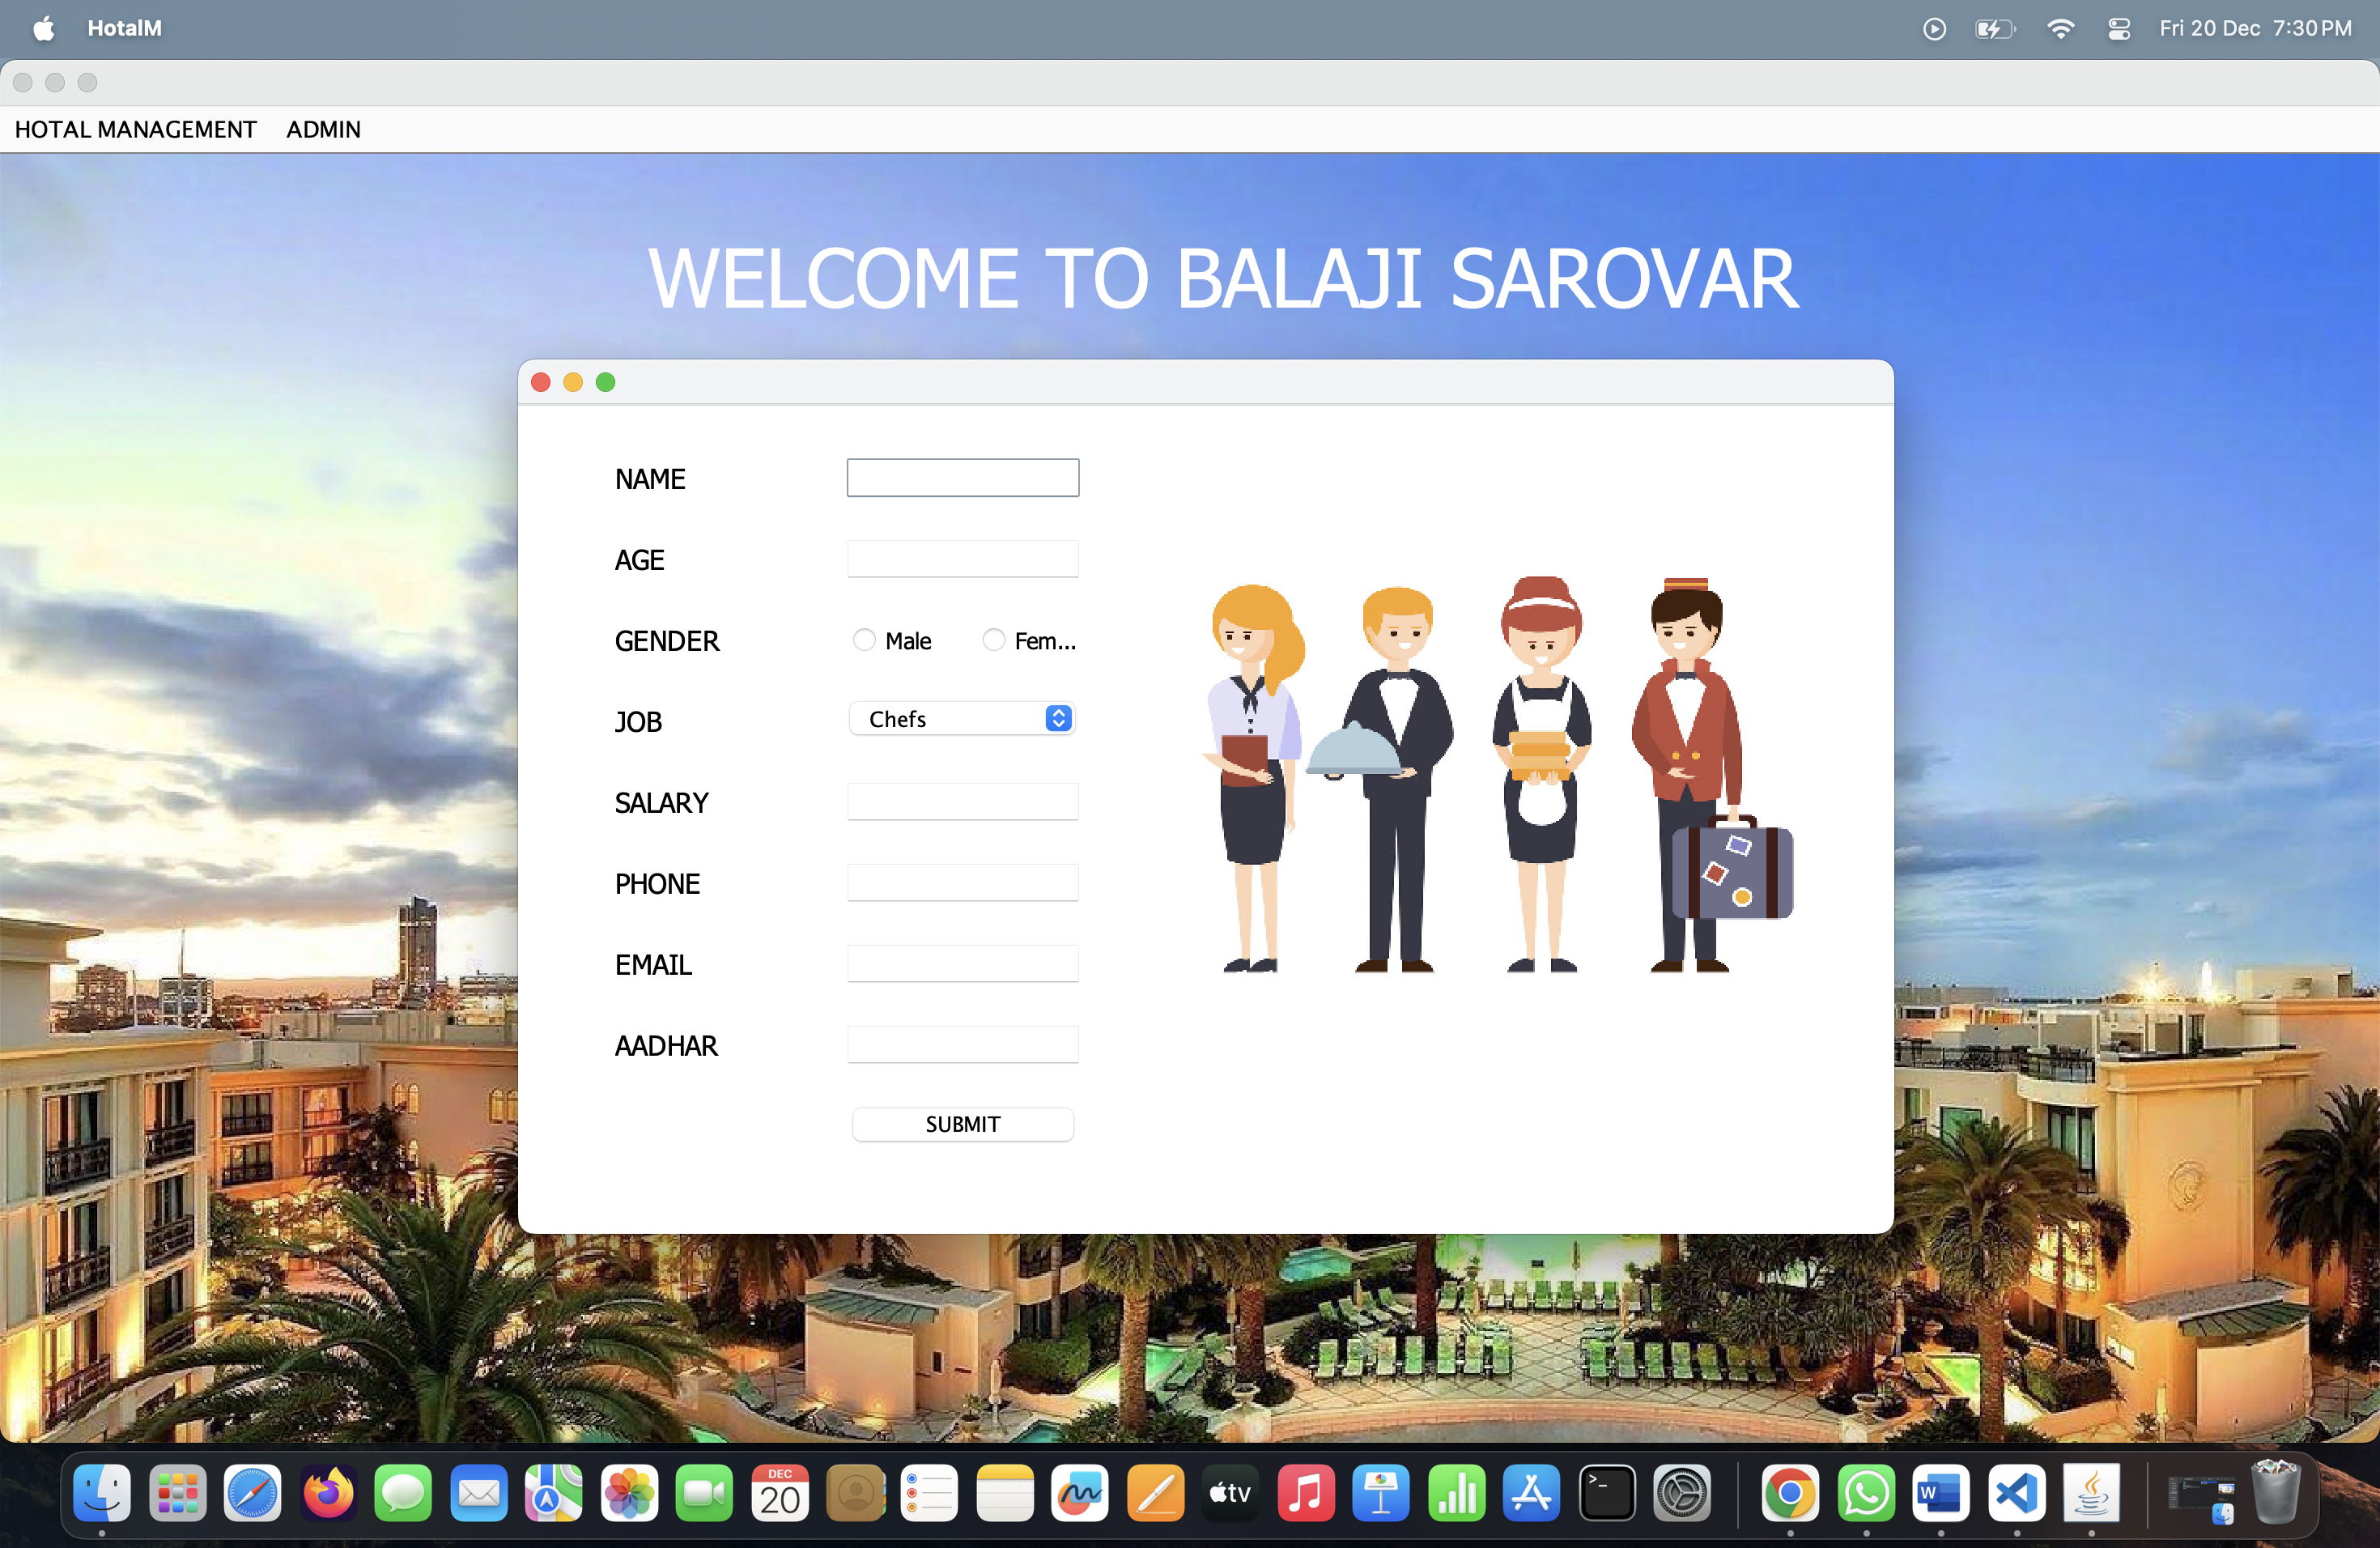 HotalM
Fri 20 Dec 7:30 PM
HOTAL MANAGEMENT ADMIN
WELCOME TO BALAJI SAROVAR
NAME
AGE
GENDER Male Fem...
JOB Chefs
SALARY
PHONE
EMAIL
AADHAR
SUBMIT
DEC
20
tv
W